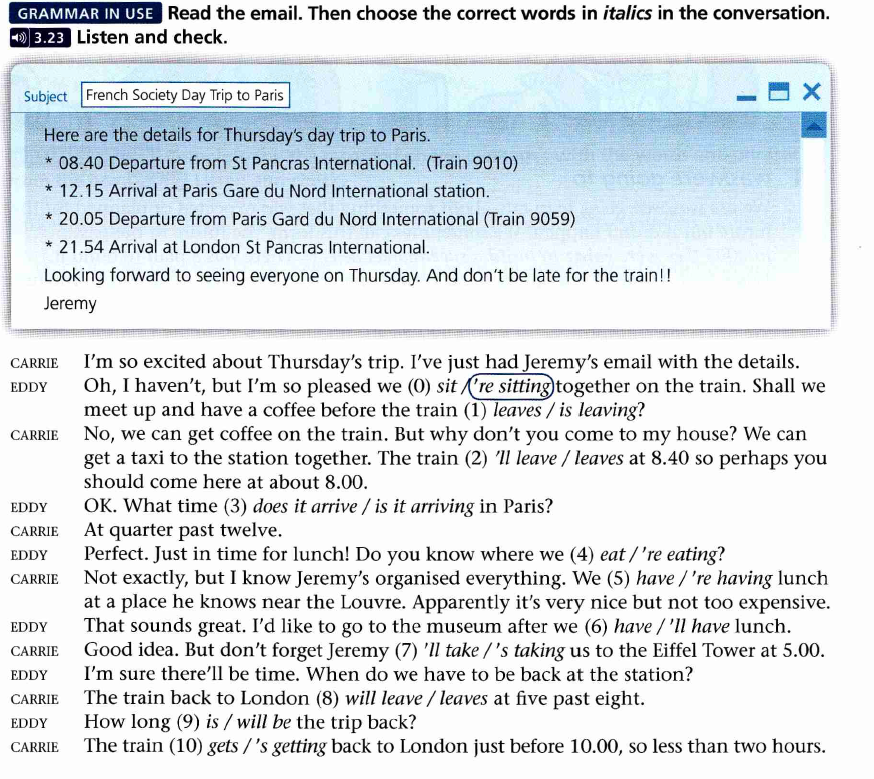 GRAMMAR IN USE Read the email. Then choose the correct words in italics in the conversation.
3.23 Listen and check.
Subject French Society Day Trip to Paris
Here are the details for Thursday's day trip to Paris.
* 08.40 Departure from St Pancras International. (Train 9010)
* 12.15 Arrival at Paris Gare du Nord International station.
* 20.05 Departure from Paris Gard du Nord International (Train 9059)
* 21.54 Arrival at London St Pancras International.
Looking forward to seeing everyone on Thursday. And don't be late for the train!!
Jeremy
CARRIE I'm so excited about Thursday's trip. I've just had Jeremy's email with the details.
EDDY Oh, I haven't, but I'm so pleased we (0) sit / 're sitting together on the train. Shall we
meet up and have a coffee before the train (1) leaves / is leaving?
CARRIE No, we can get coffee on the train. But why don't you come to my house? We can
get a taxi to the station together. The train (2) 'll leave / leaves at 8.40 so perhaps you
should come here at about 8.00.
EDDY OK. What time (3) does it arrive / is it arriving in Paris?
CARRIE At quarter past twelve.
EDDY Perfect. Just in time for lunch! Do you know where we (4) eat / 're eating?
CARRIE Not exactly, but I know Jeremy's organised everything. We (5) have / 're having lunch
at a place he knows near the Louvre. Apparently it's very nice but not too expensive.
EDDY That sounds great. I'd like to go to the museum after we (6) have / 'll have lunch.
CARRIE Good idea. But don't forget Jeremy (7) 'll take / 's taking us to the Eiffel Tower at 5.00.
EDDY I'm sure there'll be time. When do we have to be back at the station?
CARRIE The train back to London (8) will leave / leaves at five past eight.
EDDY How long (9) is / will be the trip back?
CARRIE The train (10) gets / 's getting back to London just before 10.00, so less than two hours.